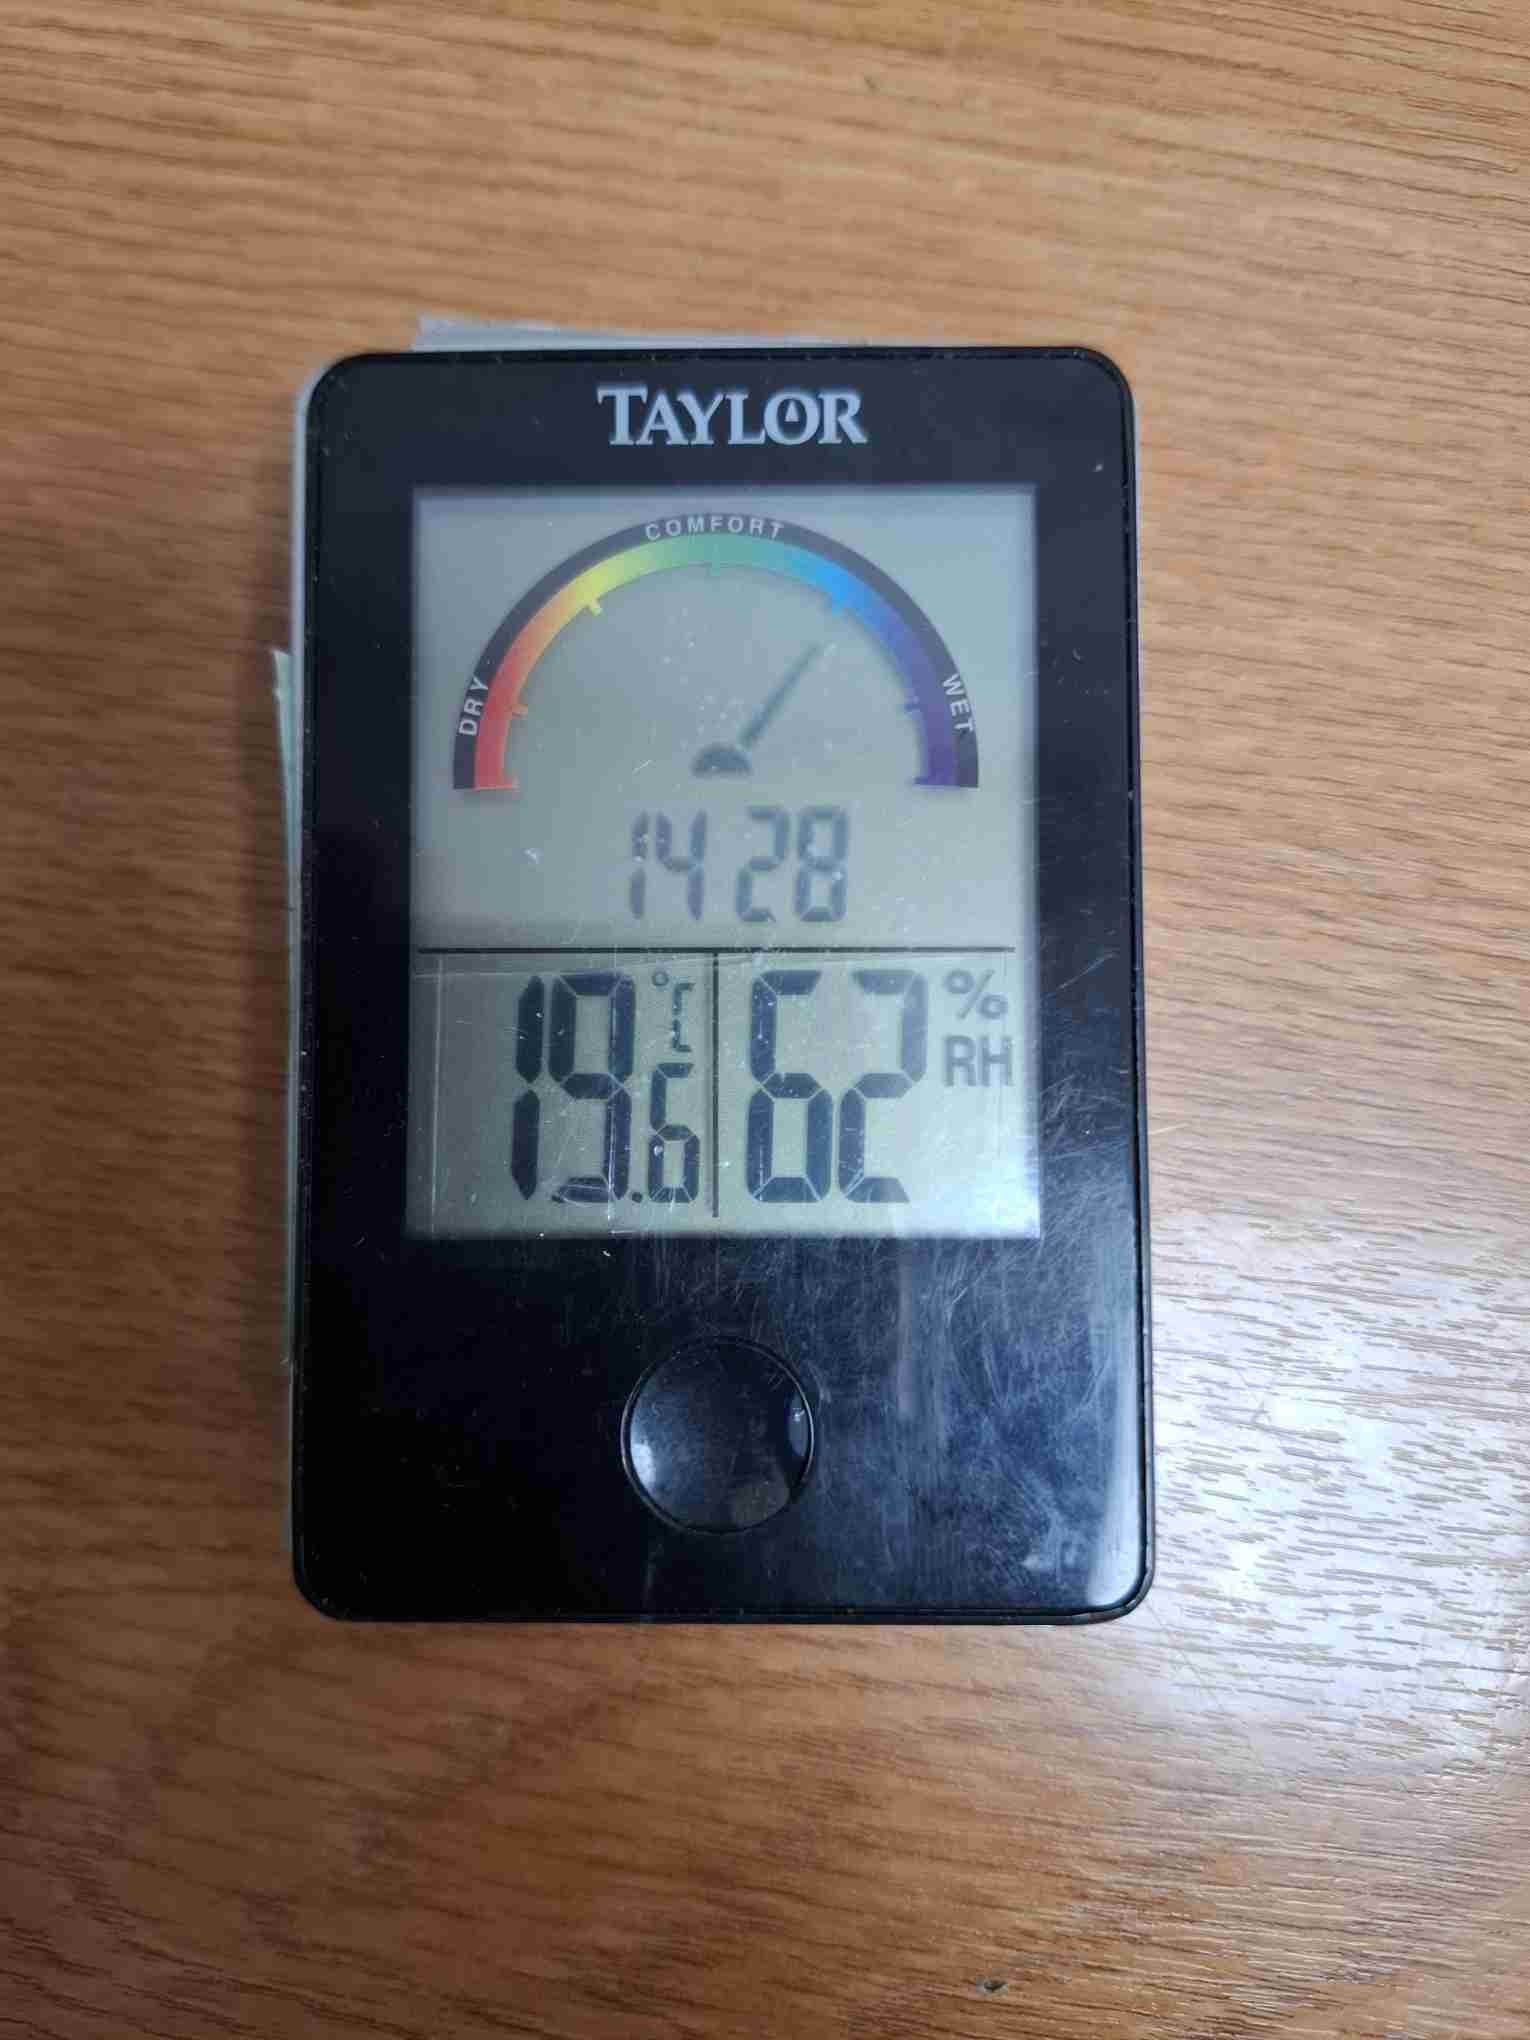 TAYLOR
COMFORT
DRY
WET
14 28
19.6 °C
62 % RH